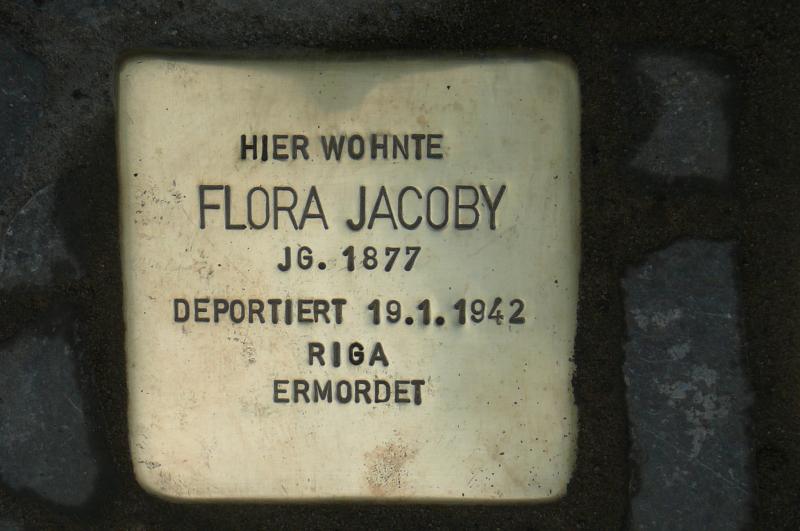 HIER WOHNTE
FLORA JACOBY
JG. 1877
DEPORTIERT 19.1.1942
RIGA
ERMORDET